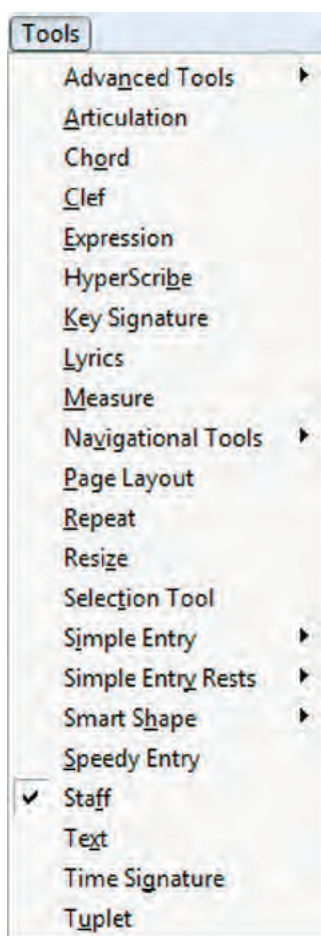 Tools
Advanced Tools
Articulation
Chord
Clef
Expression
HyperScribe
Key Signature
Lyrics
Measure
Navigational Tools
Page Layout
Repeat
Resize
Selection Tool
Simple Entry
Simple Entry Rests
Smart Shape
Speedy Entry
Staff
Text
Time Signature
Tuplet